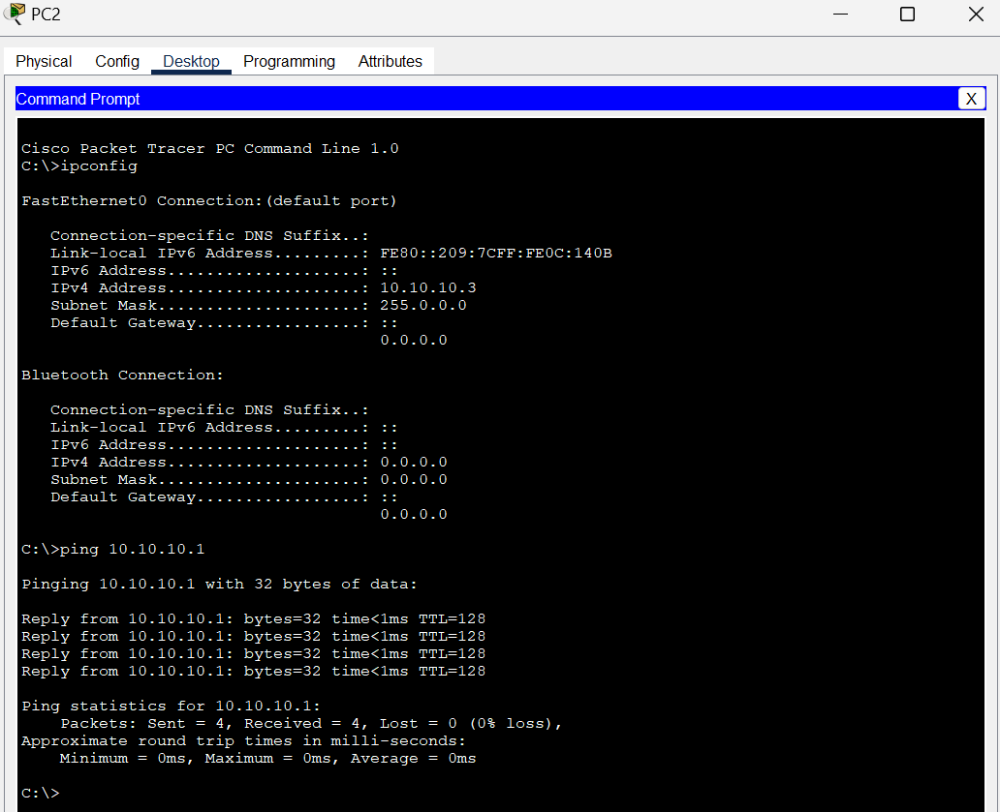 PC2
Physical Config Desktop Programming Attributes
Command Prompt
X
Cisco Packet Tracer PC Command Line 1.0
C:\>ipconfig
FastEthernet0 Connection:(default port)
Connection-specific DNS Suffix..:
Link-local IPv6 Address.........: FE80::209:7CFF:FE0C:140B
IPv6 Address....................: ::
IPv4 Address....................: 10.10.10.3
Subnet Mask.....................: 255.0.0.0
Default Gateway.................: ::
0.0.0.0
Bluetooth Connection:
Connection-specific DNS Suffix..:
Link-local IPv6 Address.........: ::
IPv6 Address....................: ::
IPv4 Address....................: 0.0.0.0
Subnet Mask.....................: 0.0.0.0
Default Gateway.................: ::
0.0.0.0
C:\>ping 10.10.10.1
Pinging 10.10.10.1 with 32 bytes of data:
Reply from 10.10.10.1: bytes=32 time<1ms TTL=128
Reply from 10.10.10.1: bytes=32 time<1ms TTL=128
Reply from 10.10.10.1: bytes=32 time<1ms TTL=128
Reply from 10.10.10.1: bytes=32 time<1ms TTL=128
Ping statistics for 10.10.10.1:
Packets: Sent = 4, Received = 4, Lost = 0 (0% loss),
Approximate round trip times in milli-seconds:
Minimum = 0ms, Maximum = 0ms, Average = 0ms
C:\>